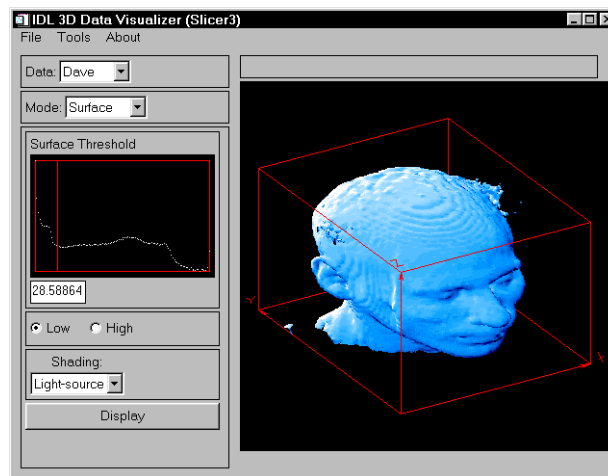 IDL 3D Data Visualizer (Slicer3)
File Tools About
Data: Dave
Mode: Surface
Surface Threshold
28.58864
Low High
Shading:
Light-source
Display
Z
Y
X